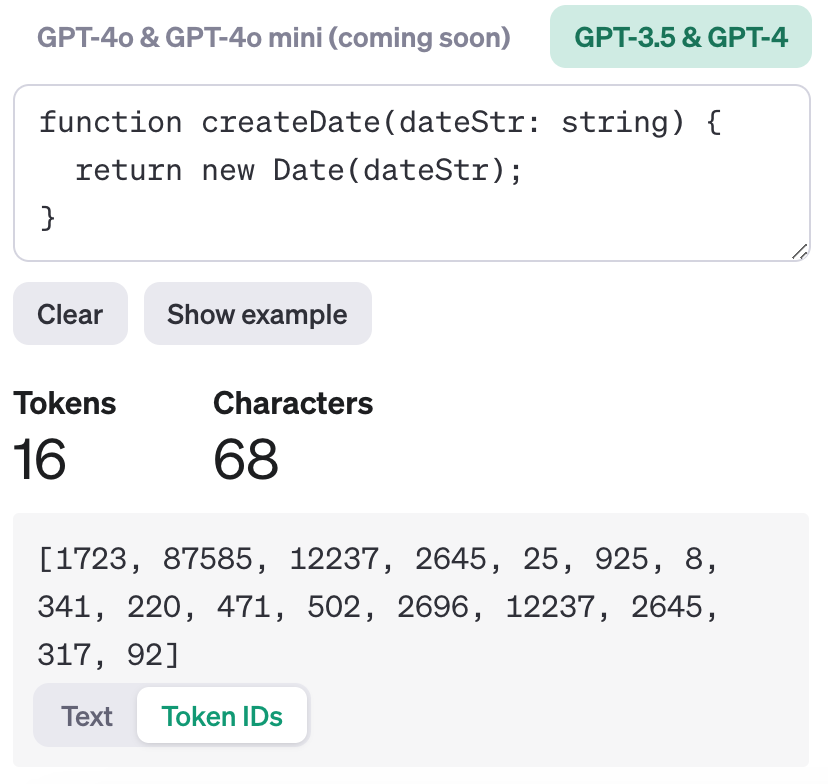 GPT-4o & GPT-4o mini (coming soon) GPT-3.5 & GPT-4
function createDate(dateStr: string) {
  return new Date(dateStr);
}
Clear Show example
Tokens Characters
16 68
[1723, 87585, 12237, 2645, 25, 925, 8,
341, 220, 471, 502, 2696, 12237, 2645,
317, 92]
Text Token IDs